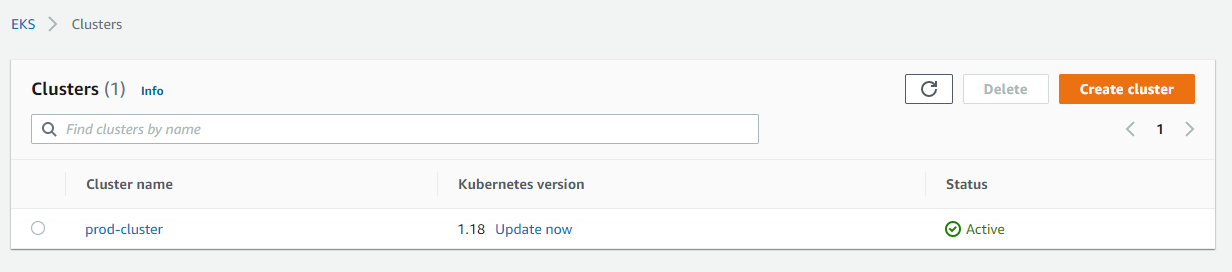 EKS > Clusters
Clusters (1) Info
Delete
Create cluster
Find clusters by name
1
Cluster name Kubernetes version Status
prod-cluster 1.18 Update now Active